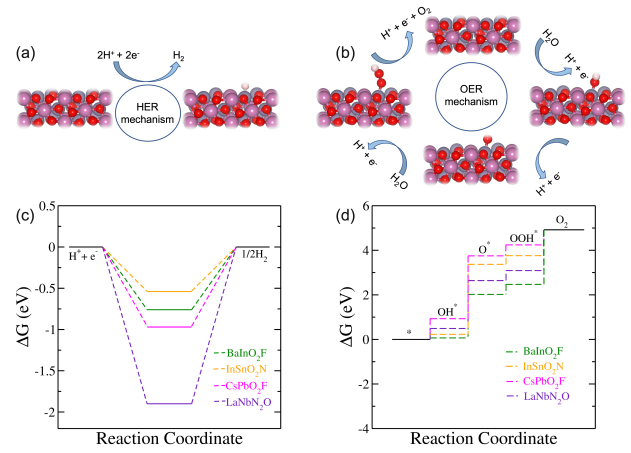 (a)
2H⁺ + 2e⁻
H₂
HER
mechanism
(b)
H⁺ + e⁻ + O₂
H₂O
H⁺ + e⁻
OER
mechanism
H⁺ + e⁻
H₂O
H⁺ + e⁻
(c)
0.5
0
-0.5
-1
-1.5
-2
ΔG (eV)
H⁺ + e⁻
1/2H₂
BaInO₂F
InSnO₂N
CsPbO₂F
LaNbN₂O
Reaction Coordinate
(d)
6
4
2
0
-2
-4
ΔG (eV)
*
OH*
O*
OOH*
O₂
BaInO₂F
InSnO₂N
CsPbO₂F
LaNbN₂O
Reaction Coordinate